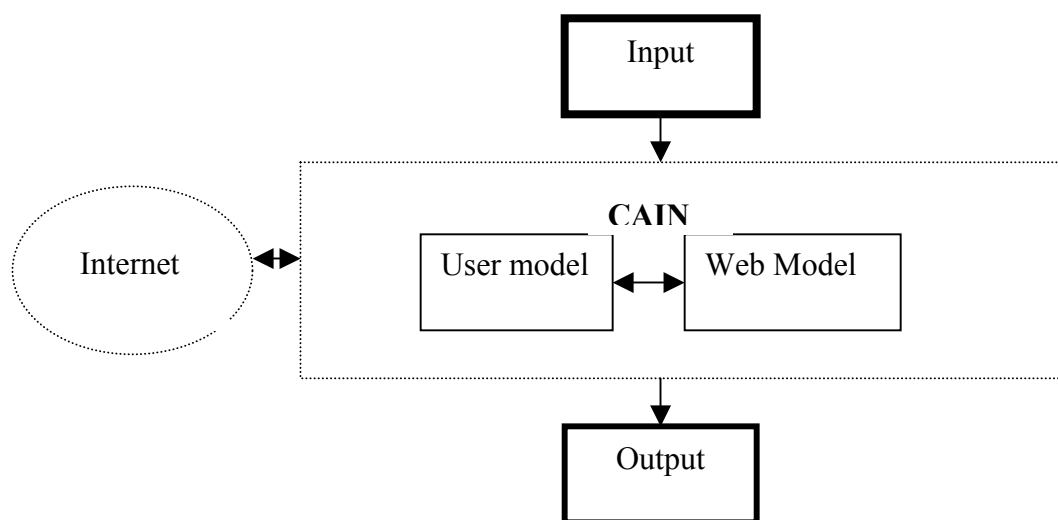 Input
CAIN
Internet
User model
Web Model
Output